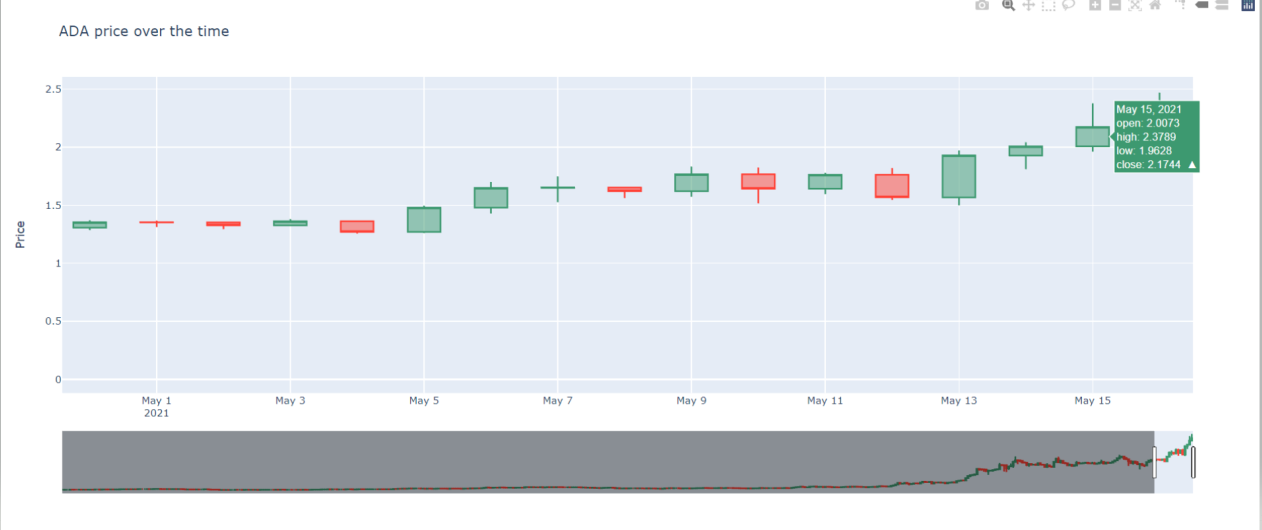 ADA price over the time
2.5
May 15, 2021
open: 2.0073
high: 2.3789
low: 1.9628
close: 2.1744 ▲
2
1.5
Price
1
0.5
0
May 1
2021
May 3
May 5
May 7
May 9
May 11
May 13
May 15